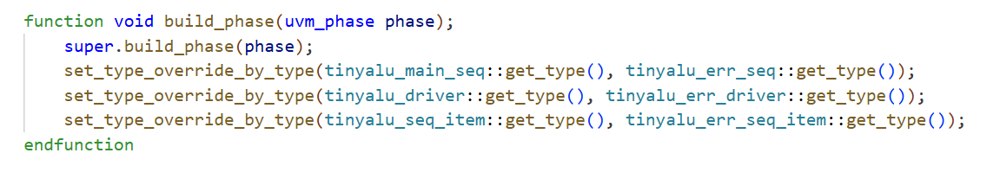 function void build_phase(uvm_phase phase);
    super.build_phase(phase);
    set_type_override_by_type(tinyalu_main_seq::get_type(), tinyalu_err_seq::get_type());
    set_type_override_by_type(tinyalu_driver::get_type(), tinyalu_err_driver::get_type());
    set_type_override_by_type(tinyalu_seq_item::get_type(), tinyalu_err_seq_item::get_type());
endfunction